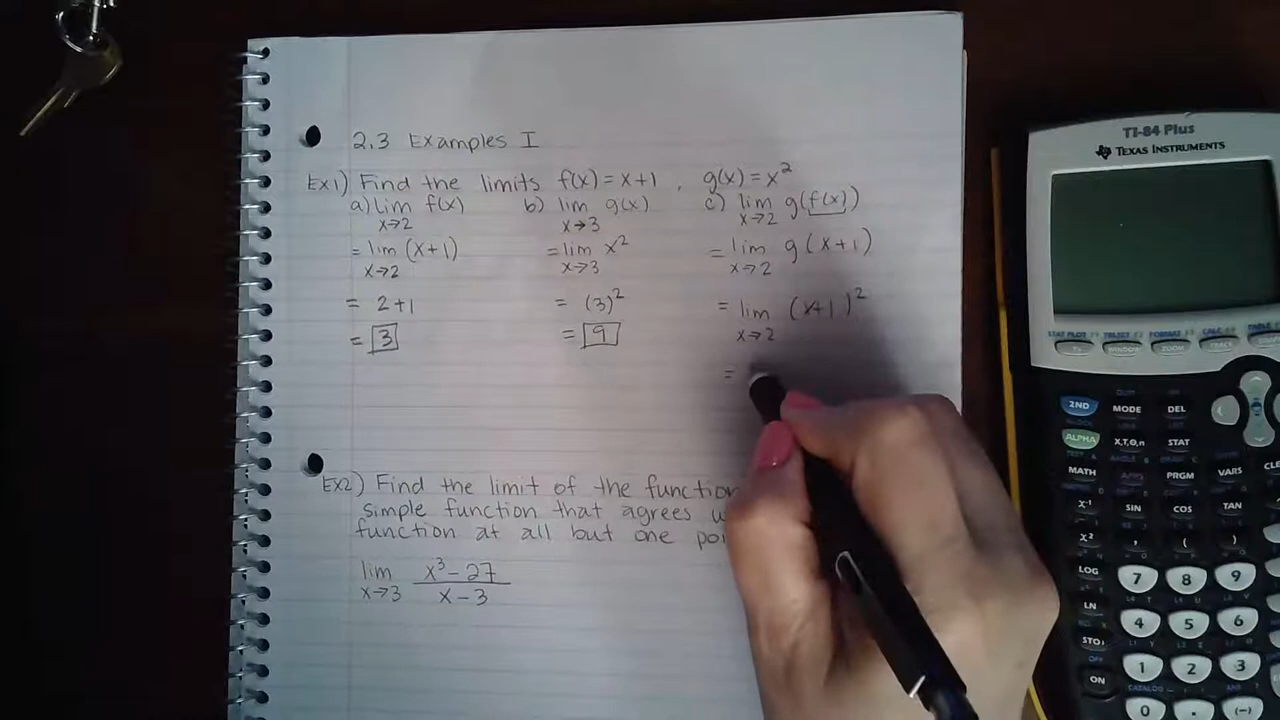 2.3 Examples I
Ex1) Find the limits f(x) = x+1 , g(x) = x²
a) lim f(x) b) lim g(x) c) lim g(f(x))
x→2 x→3 x→2
= lim (x+1) = lim x² = lim g(x+1)
x→2 x→3 x→2
= 2+1 = (3)² = lim (x+1)²
= 3 = 9 x→2
=
Ex2) Find the limit of the function
simple function that agrees
function at all but one
lim x³-27
x→3 x-3
TI-84 Plus
TEXAS INSTRUMENTS
2ND MODE DEL
ALPHA X,T,θ,n STAT
MATH APPS PRGM VARS
x⁻¹ SIN COS TAN
x² , ( )
LOG 7 8 9
LN 4 5 6
STO 1 2 3
ON 0 . (-)